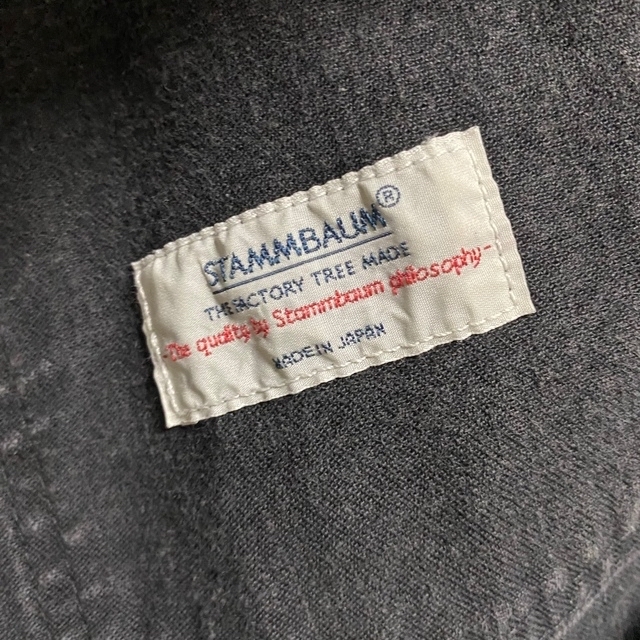 STAMMBAUM®
THE FACTORY TREE MADE
-The quality by Stammbaum philosophy-
MADE IN JAPAN